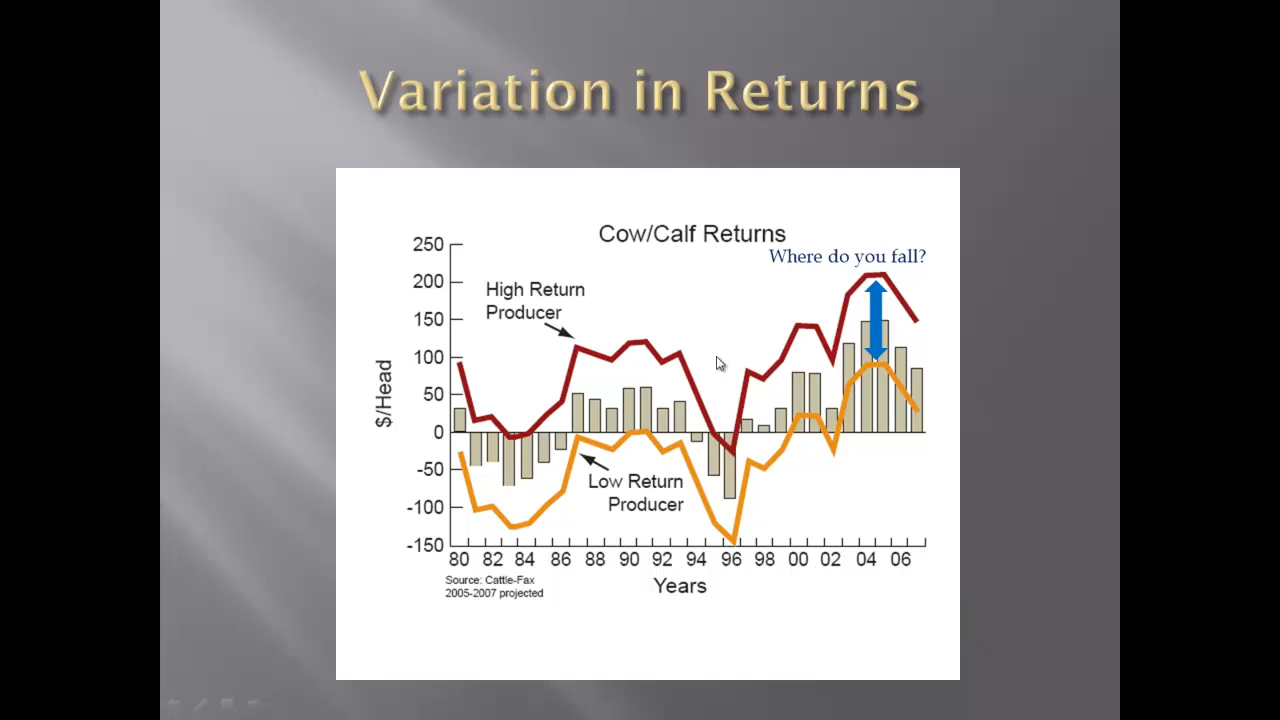 Variation in Returns
Cow/Calf Returns
Where do you fall?
250
200
150
100
50
0
-50
-100
-150
$/Head
High Return
Producer
Low Return
Producer
80 82 84 86 88 90 92 94 96 98 00 02 04 06
Years
Source: Cattle-Fax
2005-2007 projected